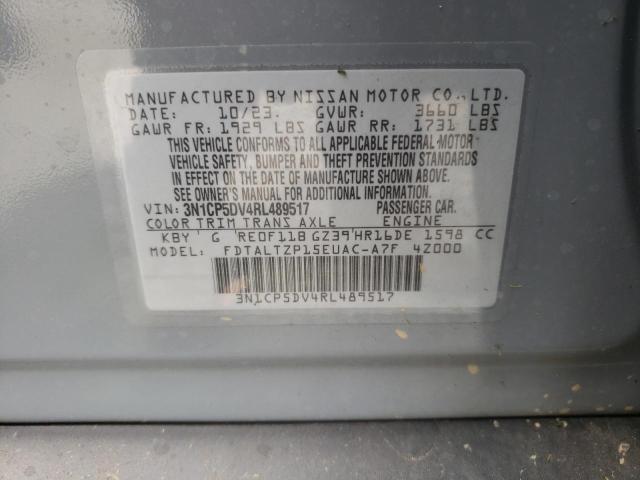 MANUFACTURED BY NISSAN MOTOR CO.,LTD.
DATE: 10/23. GVWR: 3660 LBS
GAWR FR: 1929 LBS GAWR RR: 1731 LBS
THIS VEHICLE CONFORMS TO ALL APPLICABLE FEDERAL MOTOR
VEHICLE SAFETY, BUMPER AND THEFT PREVENTION STANDARDS
IN EFFECT ON THE DATE OF MANUFACTURE SHOWN ABOVE.
SEE OWNER'S MANUAL FOR ADDITIONAL INFORMATION.
VIN: 3N1CP5DV4RL489517 PASSENGER CAR.
COLOR TRIM TRANS AXLE ENGINE
KBY G RE0F11B GZ39 HR16DE 1598 CC
MODEL: FDTALTZP15EUAC-A7F 4Z000
3N1CP5DV4RL489517